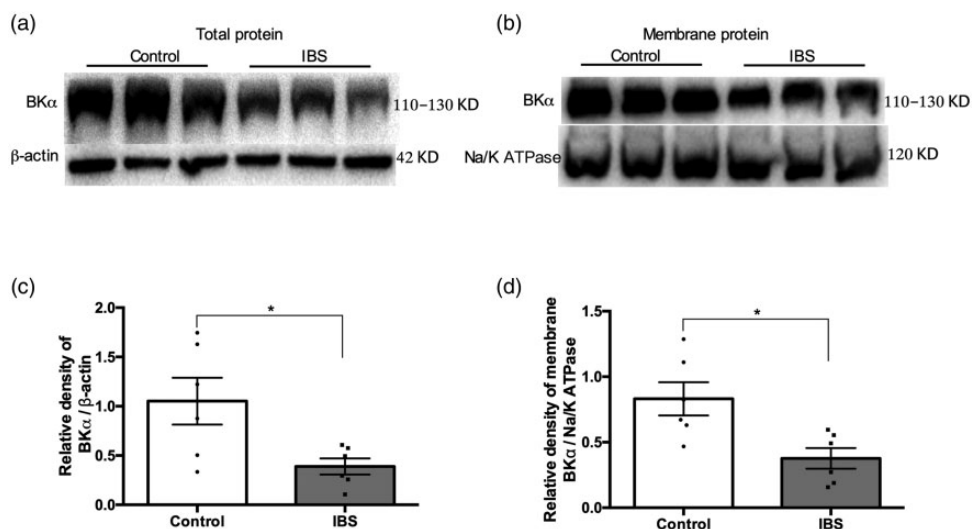 (a)
Total protein
Control IBS
BKα 110–130 KD
β-actin 42 KD
(b)
Membrane protein
Control IBS
BKα 110–130 KD
Na/K ATPase 120 KD
(c)
Relative density of
BKα / β-actin
2.0
1.5
1.0
0.5
0.0
*
Control IBS
(d)
Relative density of membrane
BKα / Na/K ATPase
1.5
1.0
0.5
0.0
*
Control IBS